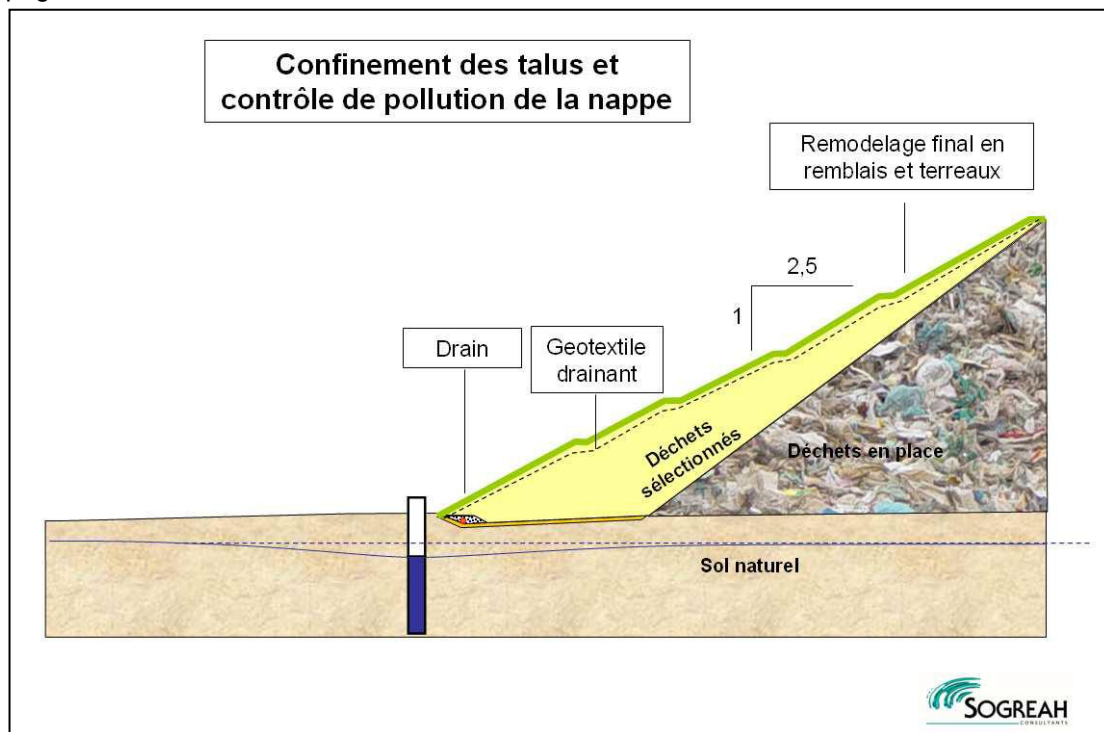 Confinement des talus et
contrôle de pollution de la nappe
Remodelage final en
remblais et terreaux
2,5
1
Drain
Geotextile
drainant
Déchets
sélectionnés
Déchets en place
Sol naturel
SOGREAH
CONSULTANTS